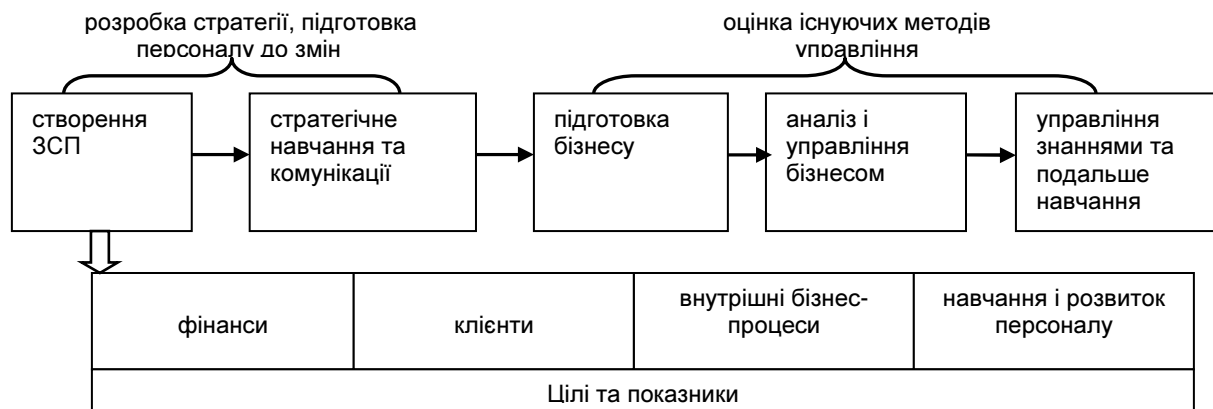 розробка стратегії, підготовка
персоналу до змін
оцінка існуючих методів
управління
створення
ЗСП
стратегічне
навчання та
комунікації
підготовка
бізнесу
аналіз і
управління
бізнесом
управління
знаннями та
подальше
навчання
фінанси
клієнти
внутрішні бізнес-
процеси
навчання і розвиток
персоналу
Цілі та показники